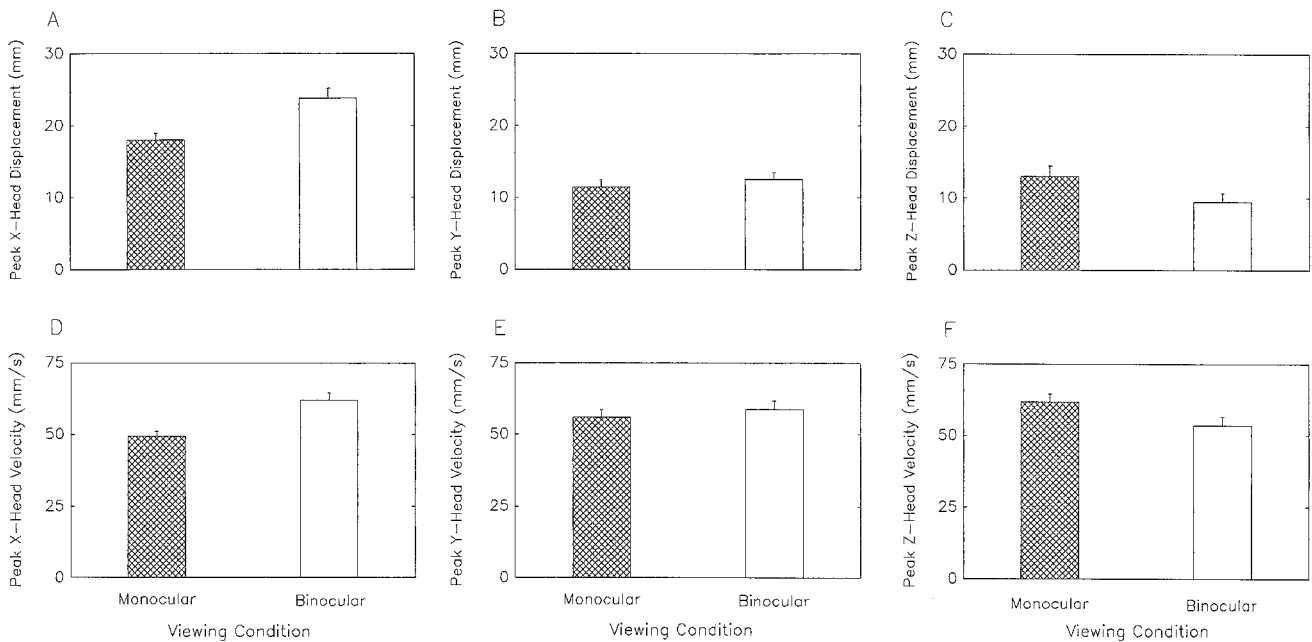 A
Peak X-Head Displacement (mm)
30
20
10
0
B
Peak Y-Head Displacement (mm)
30
20
10
0
C
Peak Z-Head Displacement (mm)
30
20
10
0
D
Peak X-Head Velocity (mm/s)
75
50
25
0
Monocular Binocular
Viewing Condition
E
Peak Y-Head Velocity (mm/s)
75
50
25
0
Monocular Binocular
Viewing Condition
F
Peak Z-Head Velocity (mm/s)
75
50
25
0
Monocular Binocular
Viewing Condition